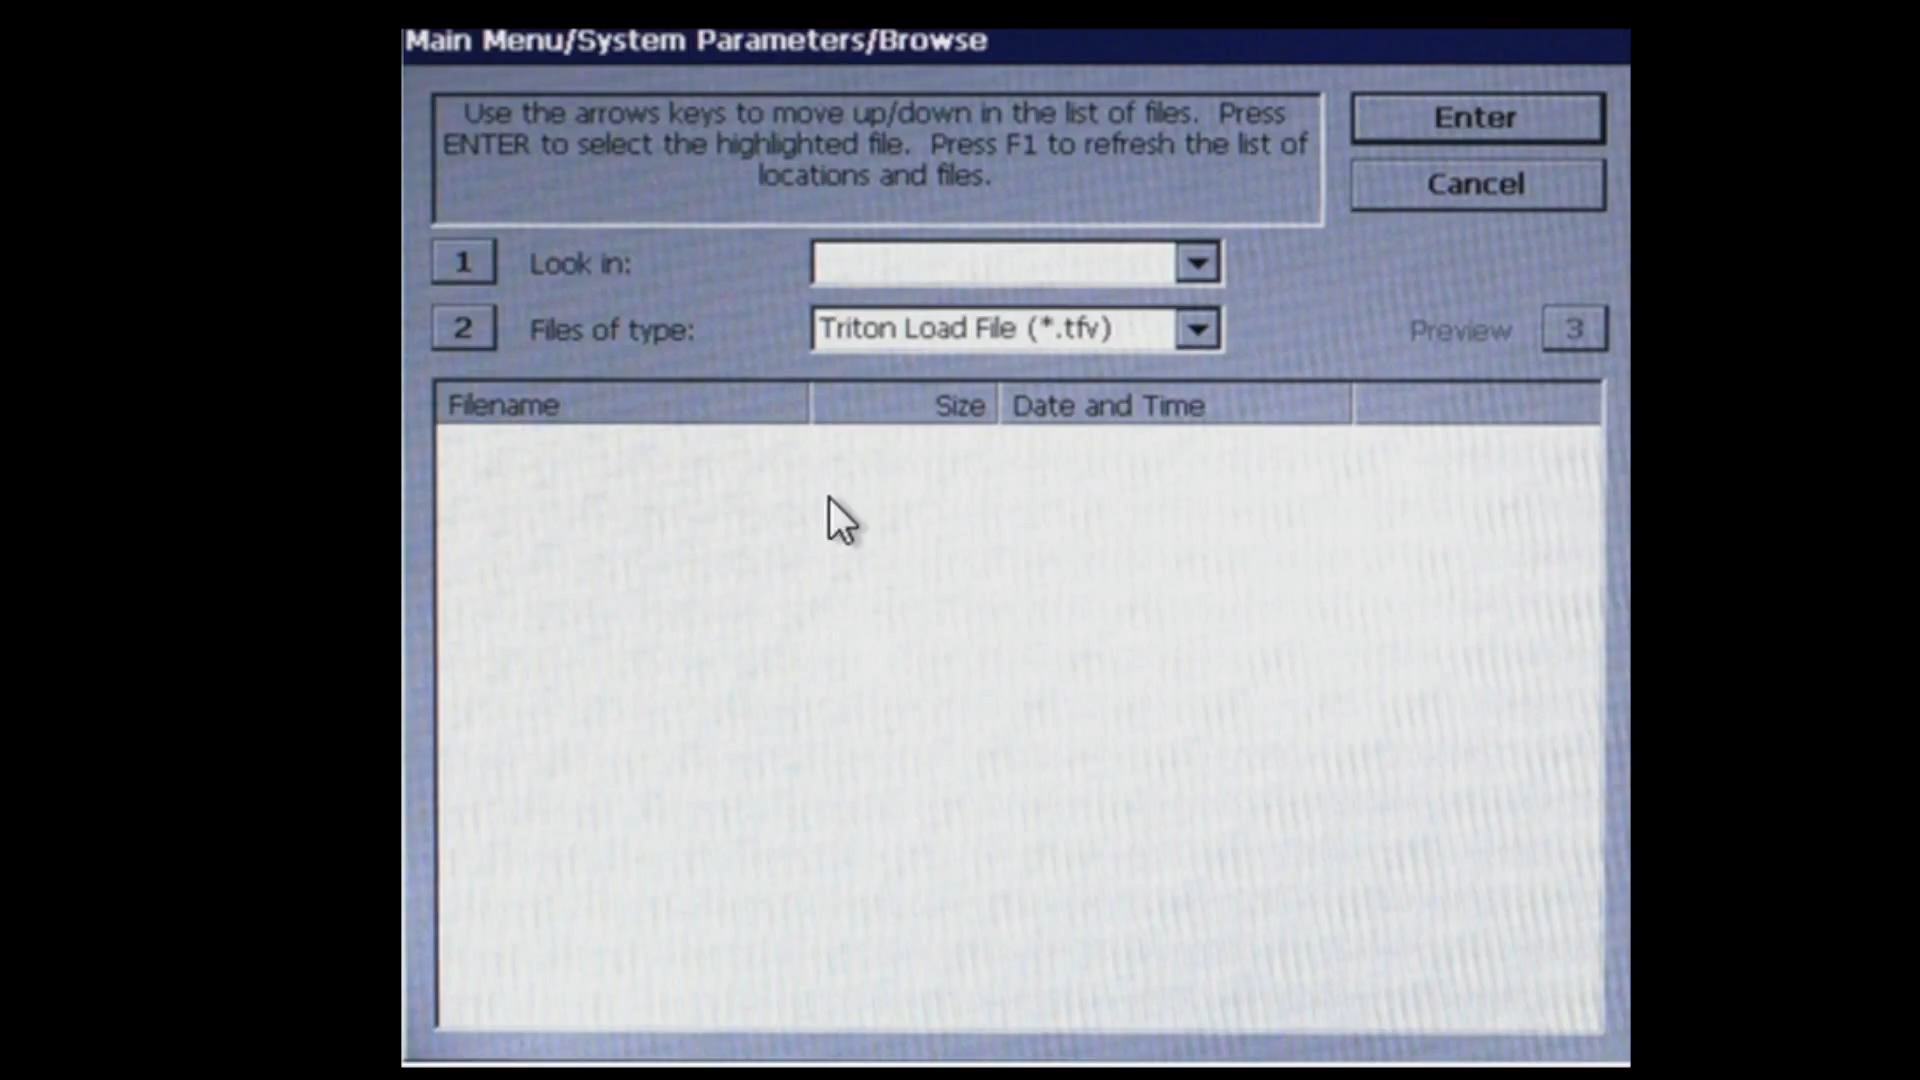 Main Menu/System Parameters/Browse
Use the arrows keys to move up/down in the list of files.  Press
ENTER to select the highlighted file.  Press F1 to refresh the list of
locations and files.
Enter
Cancel
1 Look in:
2 Files of type: Triton Load File (*.tfv) Preview 3
Filename Size Date and Time